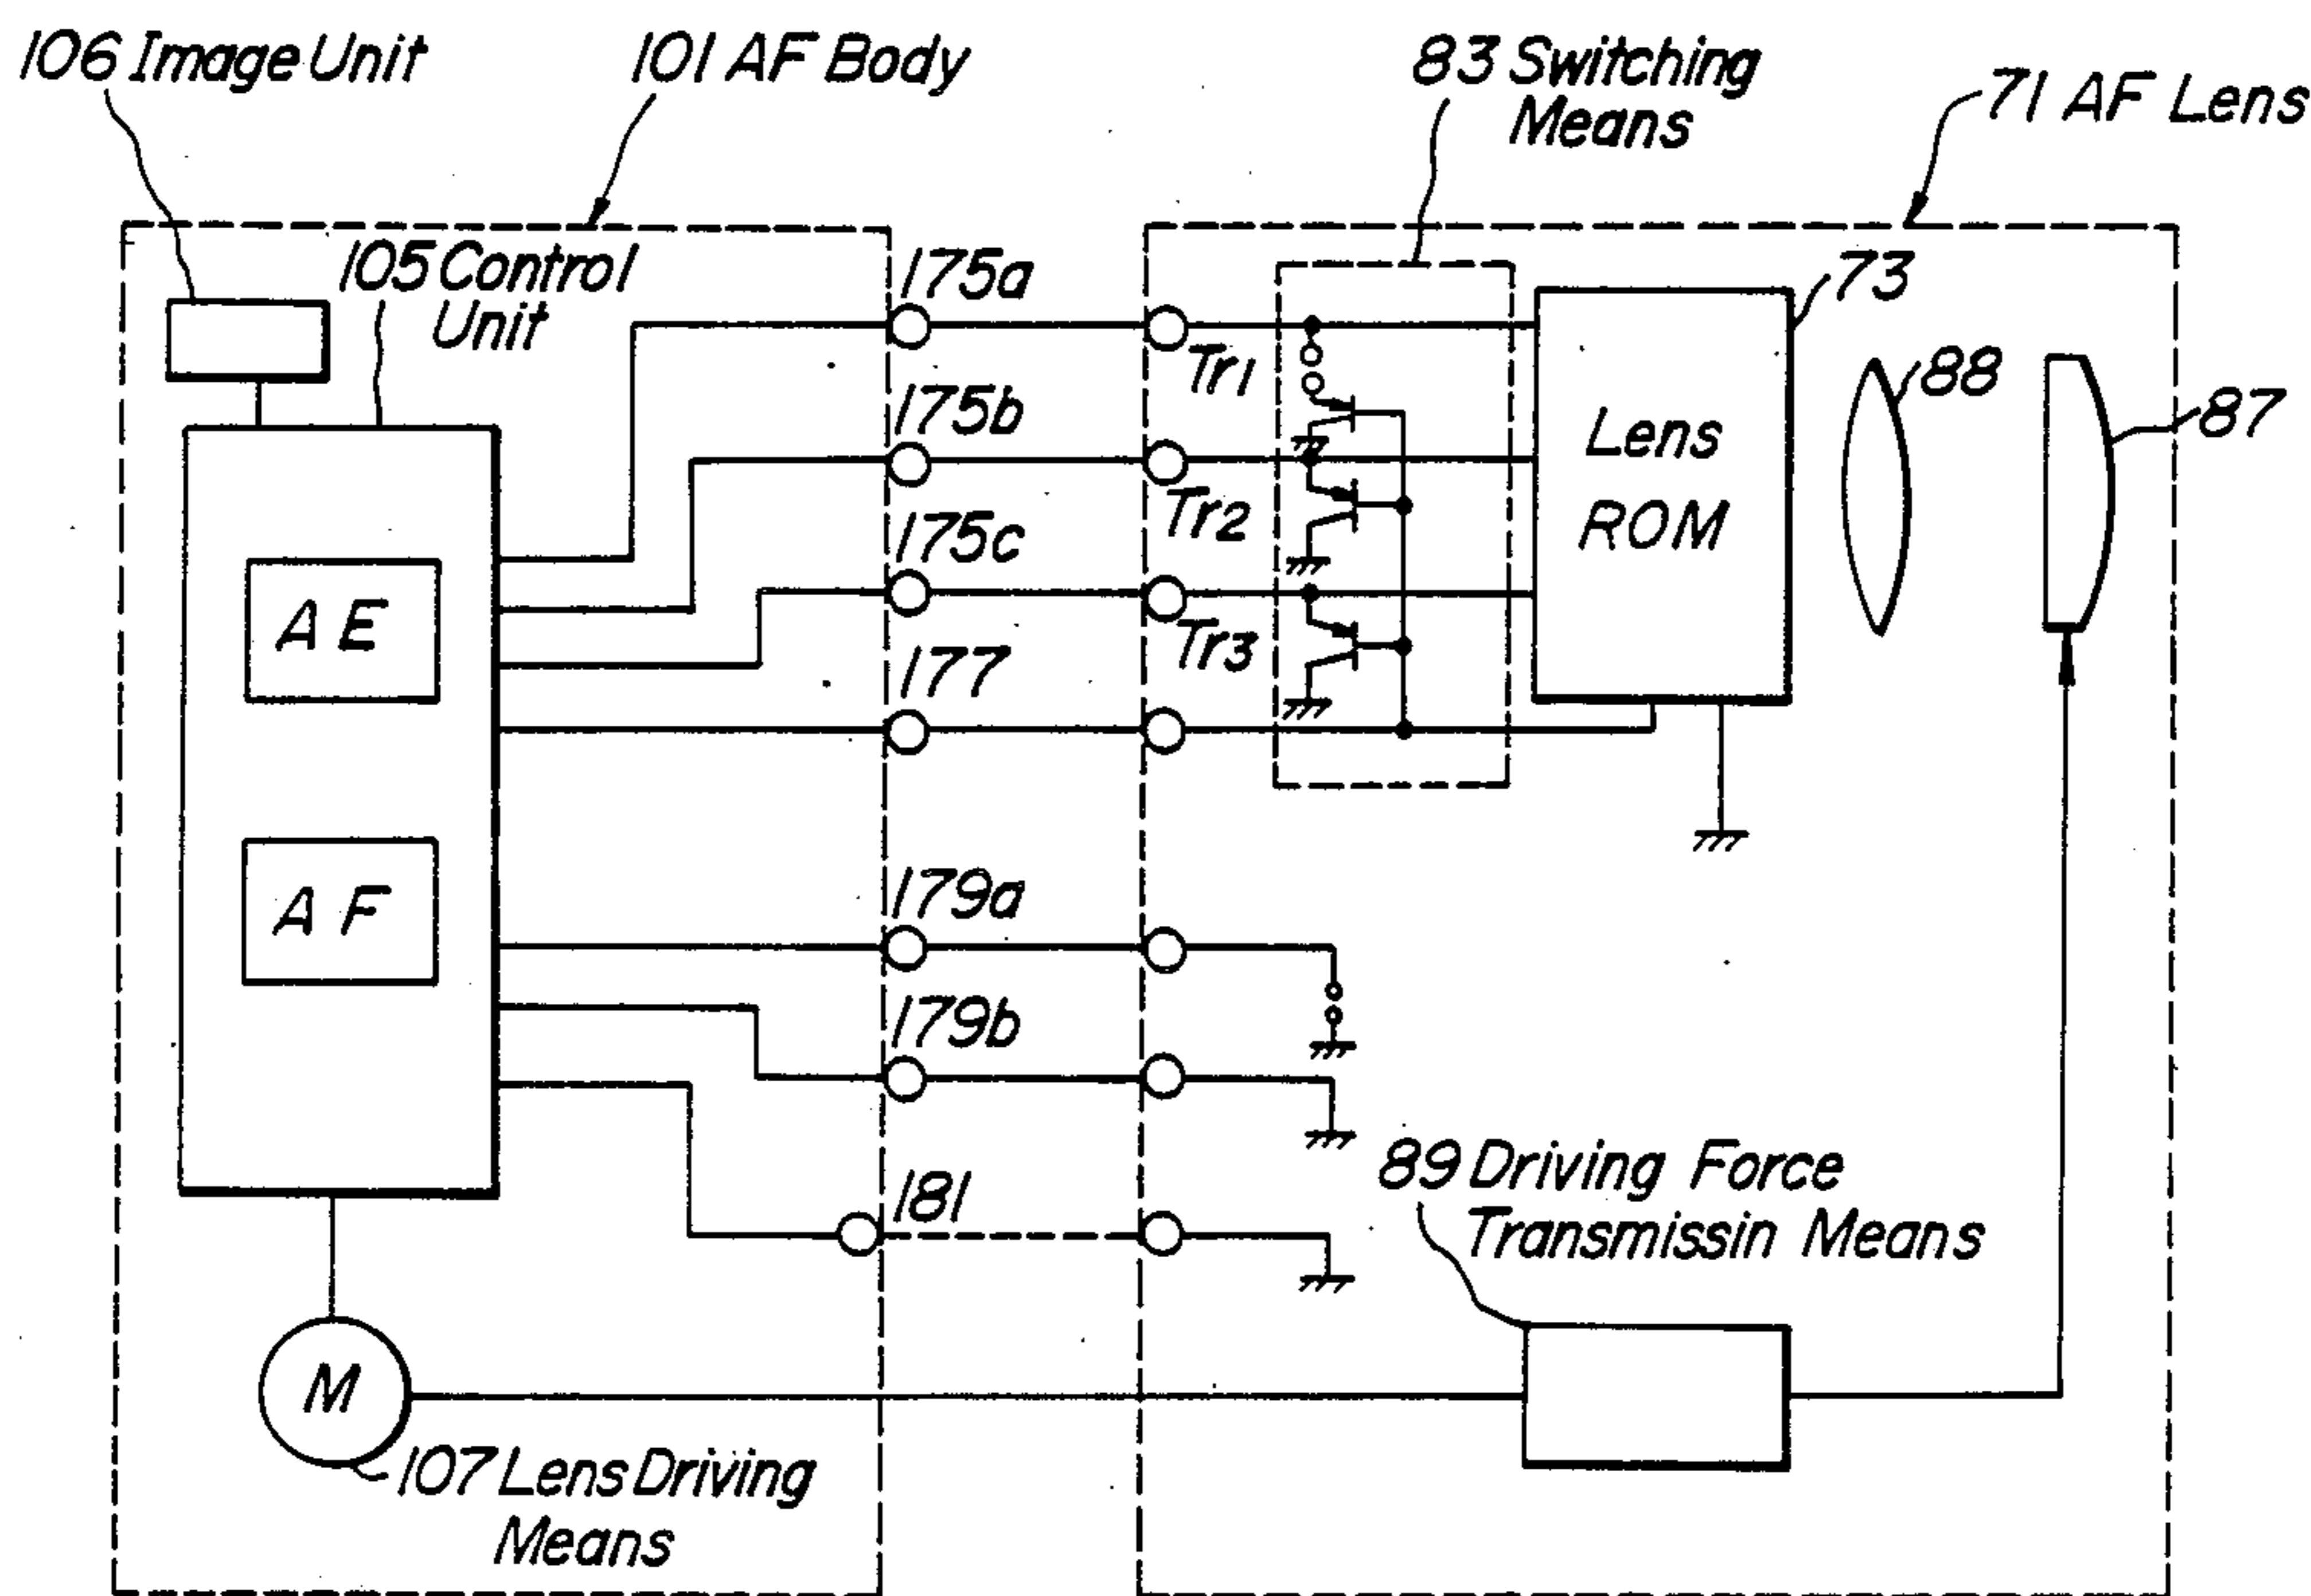 106 Image Unit
101 AF Body
83 Switching
Means
71 AF Lens
105 Control
Unit
175a
Tr1
73
175b
88
Lens
ROM
87
Tr2
175c
AE
Tr3
177
AF
179a
179b
181
89 Driving Force
Transmissin Means
M
107 Lens Driving
Means